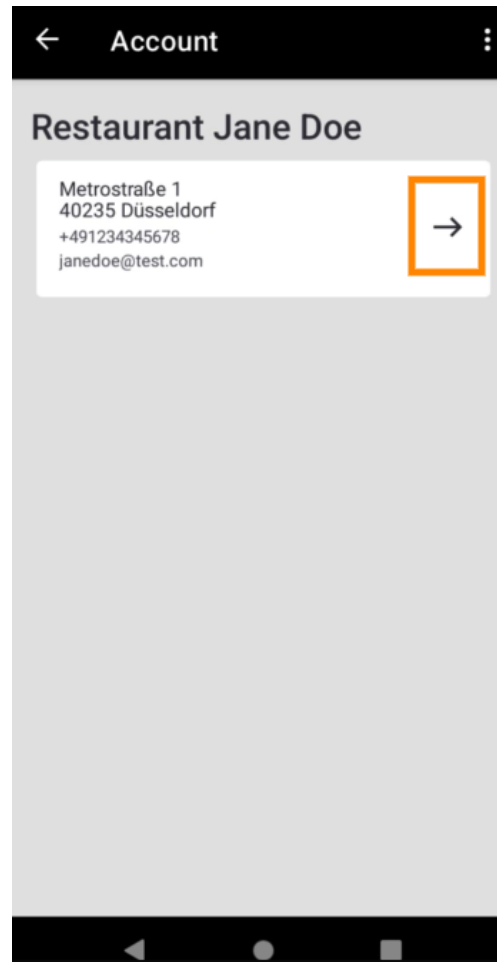 Account
Restaurant Jane Doe
Metrostraße 1
40235 Düsseldorf
+491234345678
janedoe@test.com